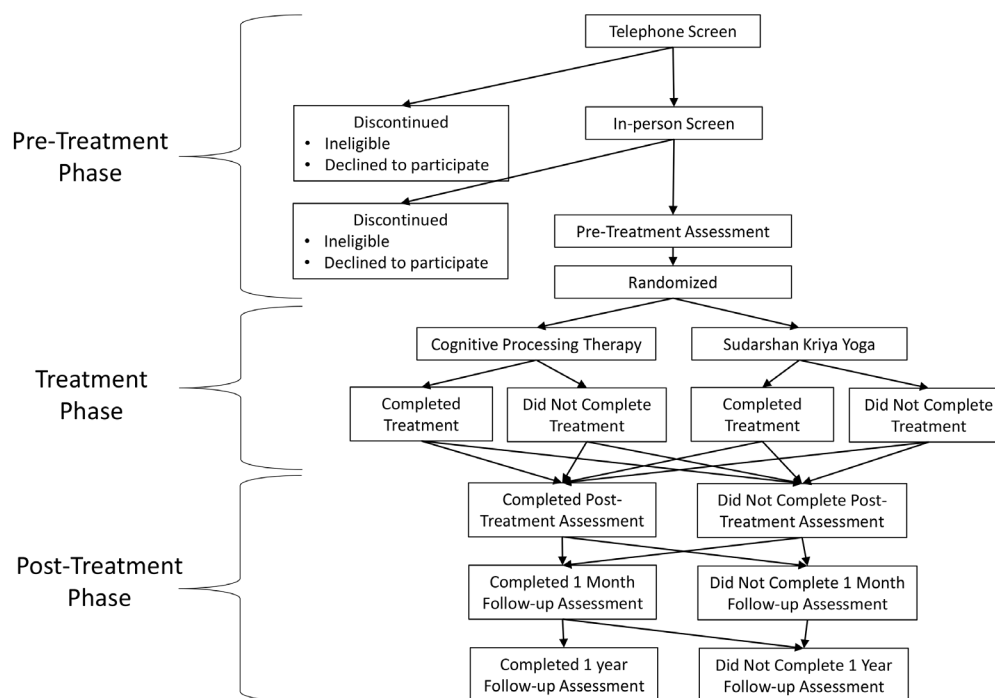 Telephone Screen
Pre-Treatment
Phase
Discontinued
• Ineligible
• Declined to participate
In-person Screen
Discontinued
• Ineligible
• Declined to participate
Pre-Treatment Assessment
Randomized
Treatment
Phase
Cognitive Processing Therapy
Sudarshan Kriya Yoga
Completed
Treatment
Did Not Complete
Treatment
Completed
Treatment
Did Not Complete
Treatment
Post-Treatment
Phase
Completed Post-
Treatment Assessment
Did Not Complete Post-
Treatment Assessment
Completed 1 Month
Follow-up Assessment
Did Not Complete 1 Month
Follow-up Assessment
Completed 1 year
Follow-up Assessment
Did Not Complete 1 Year
Follow-up Assessment